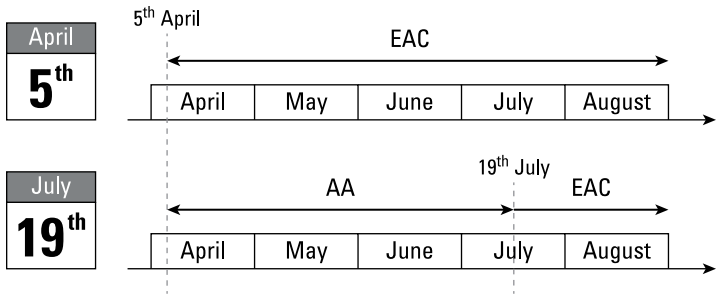 April
5th
5th April
EAC
April May June July August
July
19th
19th July
AA EAC
April May June July August